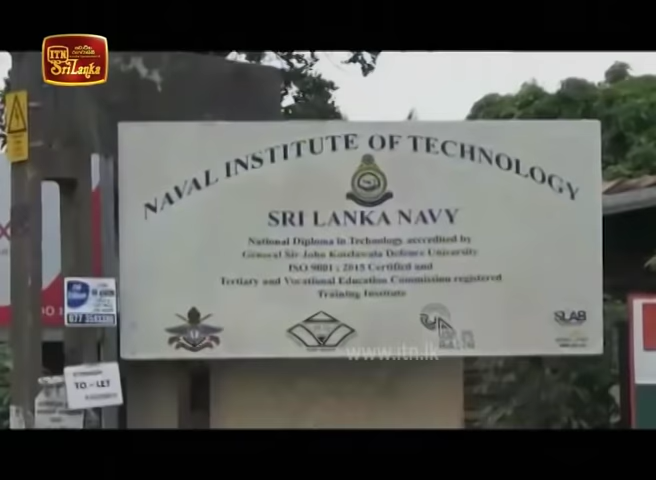 ITN
Sri Lanka
NAVAL INSTITUTE OF TECHNOLOGY
SRI LANKA NAVY
National Diploma in Technology accredited by
General Sir John Kotelawala Defence University
ISO 9001 : 2015 Certified and
Tertiary and Vocational Education Commission registered
Training Institute
SLAB
www.itn.lk
TO-LET